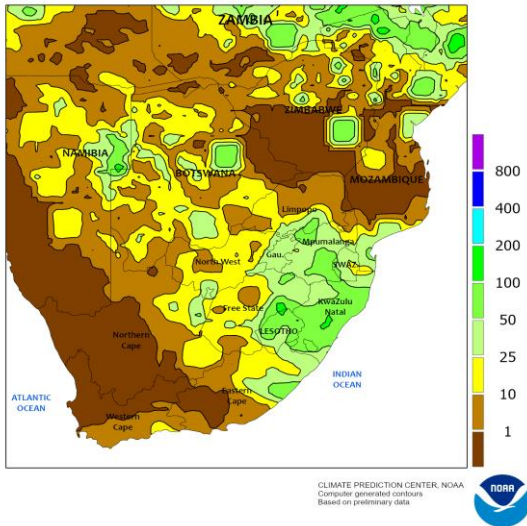 ZAMBIA
ZIMBABWE
NAMIBIA
BOTSWANA
MOZAMBIQUE
Limpopo
Mpumalanga
Gau.
SWAZ.
North West
Free State
Kwazulu
Natal
LESOTHO
Northern
Cape
Eastern
Cape
Western
Cape
ATLANTIC
OCEAN
INDIAN
OCEAN
800
400
200
100
50
25
10
1
CLIMATE PREDICTION CENTER, NOAA
Computer generated contours
Based on preliminary data
NOAA